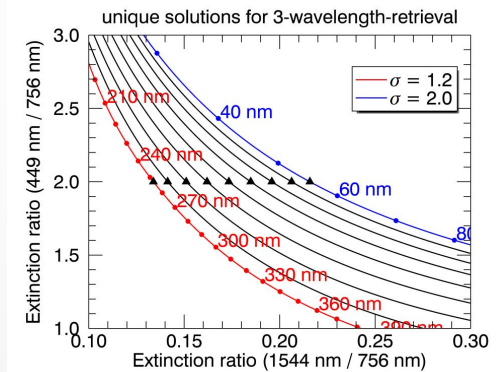 unique solutions for 3-wavelength-retrieval
3.0
2.5
2.0
1.5
1.0
Extinction ratio (449 nm / 756 nm)
σ = 1.2
σ = 2.0
210 nm
40 nm
240 nm
60 nm
270 nm
80
300 nm
330 nm
360 nm
390 nm
0.10
0.15
0.20
0.25
0.30
Extinction ratio (1544 nm / 756 nm)